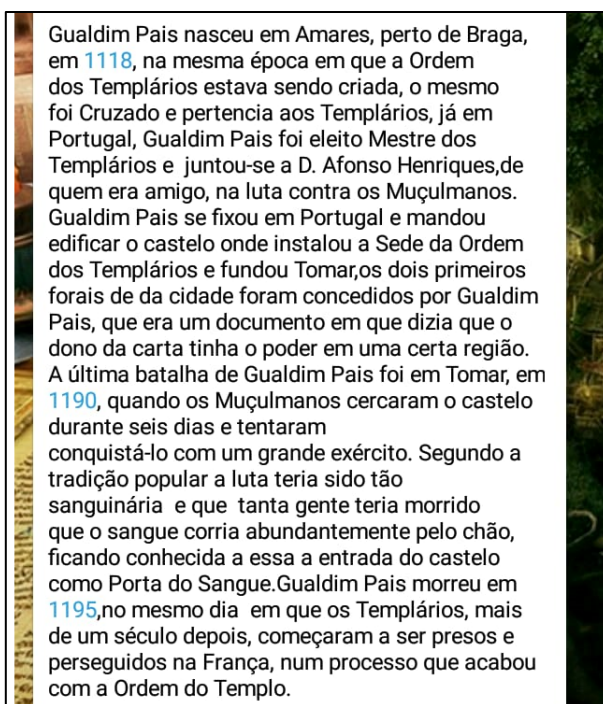 Gualdim Pais nasceu em Amares, perto de Braga,
em 1118, na mesma época em que a Ordem
dos Templários estava sendo criada, o mesmo
foi Cruzado e pertencia aos Templários, já em
Portugal, Gualdim Pais foi eleito Mestre dos
Templários e  juntou-se a D. Afonso Henriques,de
quem era amigo, na luta contra os Muçulmanos.
Gualdim Pais se fixou em Portugal e mandou
edificar o castelo onde instalou a Sede da Ordem
dos Templários e fundou Tomar,os dois primeiros
forais de da cidade foram concedidos por Gualdim
Pais, que era um documento em que dizia que o
dono da carta tinha o poder em uma certa região.
A última batalha de Gualdim Pais foi em Tomar, em
1190, quando os Muçulmanos cercaram o castelo
durante seis dias e tentaram
conquistá-lo com um grande exército. Segundo a
tradição popular a luta teria sido tão
sanguinária  e que  tanta gente teria morrido
que o sangue corria abundantemente pelo chão,
ficando conhecida a essa a entrada do castelo
como Porta do Sangue.Gualdim Pais morreu em
1195,no mesmo dia  em que os Templários, mais
de um século depois, começaram a ser presos e
perseguidos na França, num processo que acabou
com a Ordem do Templo.